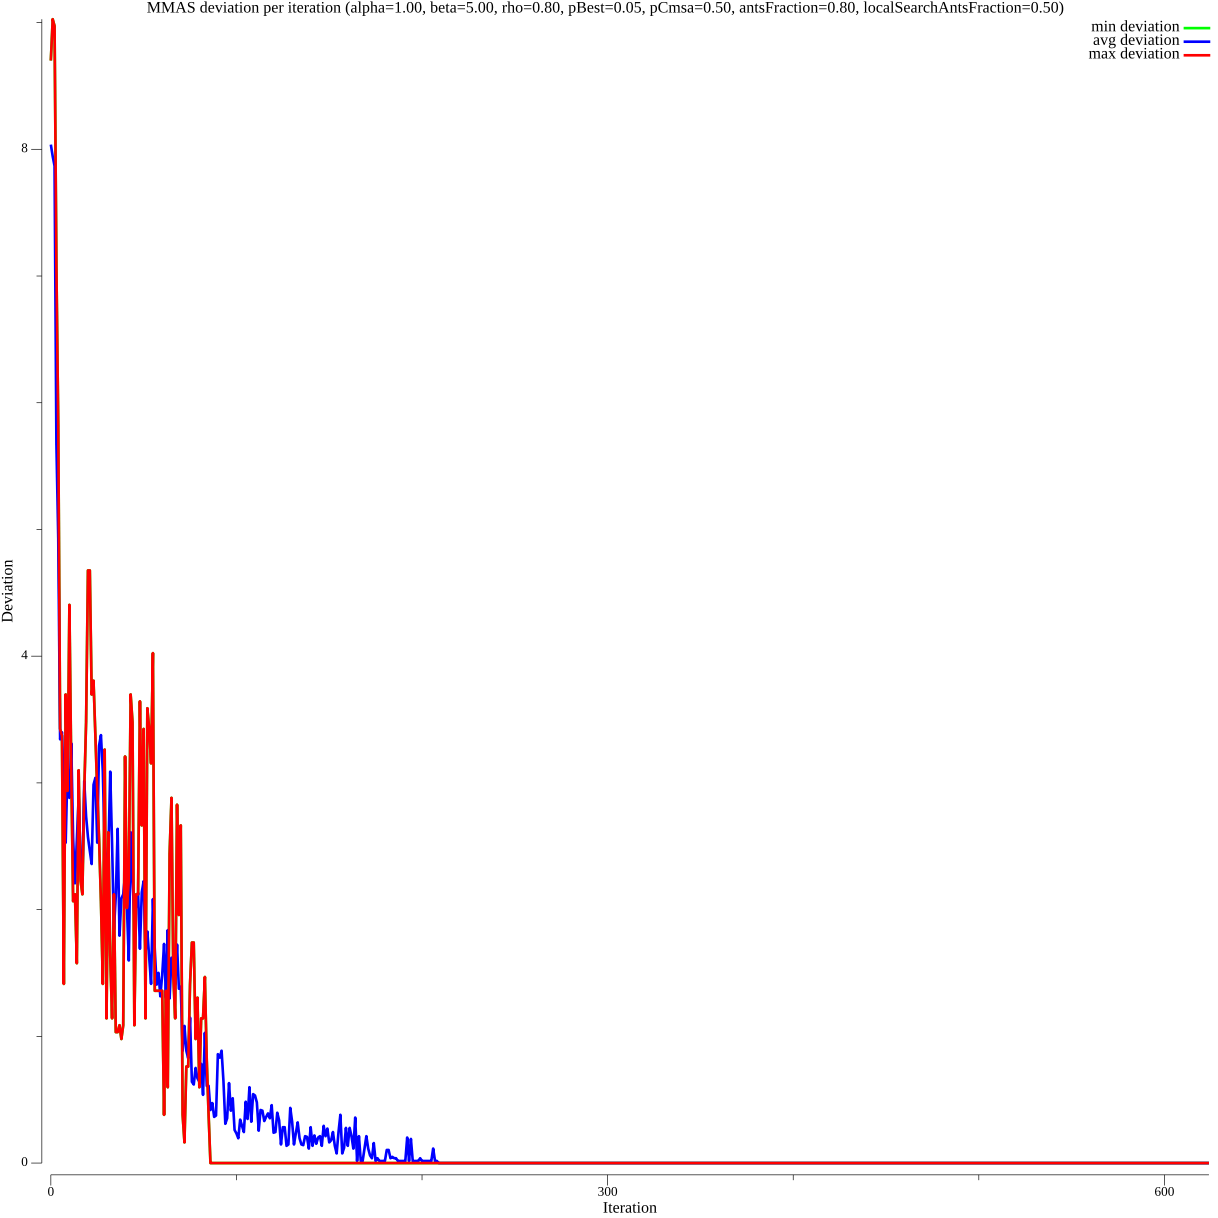 MMAS deviation per iteration (alpha=1.00, beta=5.00, rho=0.80, pBest=0.05, pCmsa=0.50, antsFraction=0.80, localSearchAntsFraction=0.50)
min deviation
avg deviation
max deviation
8
4
0
Deviation
0
300
600
Iteration